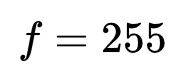 f = 255